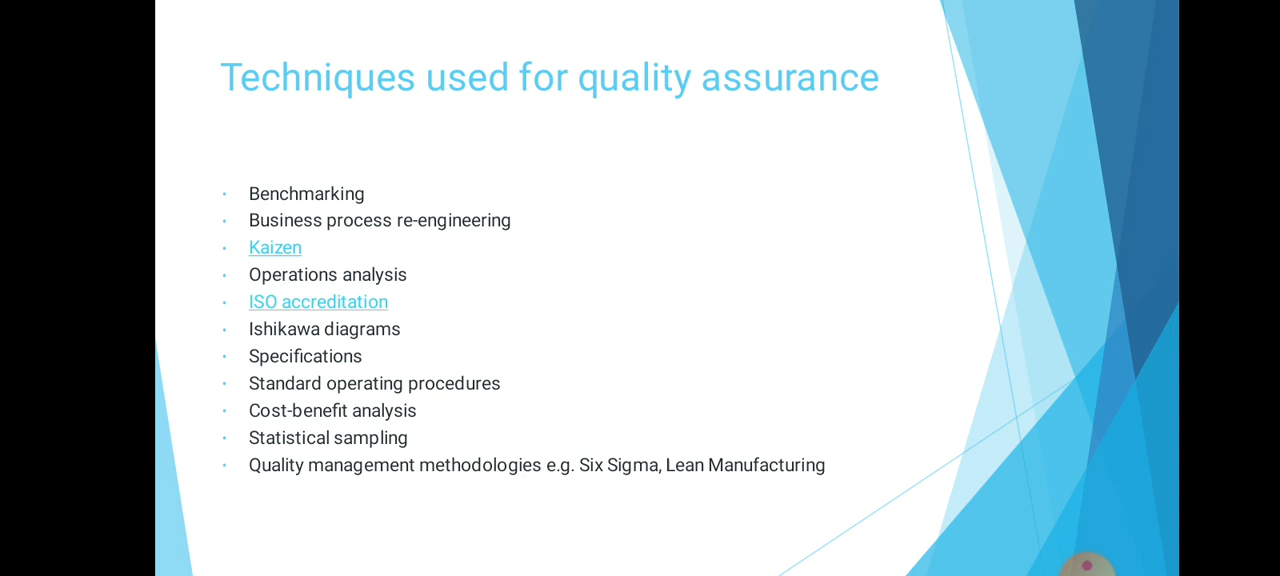 Techniques used for quality assurance
• Benchmarking
• Business process re-engineering
• Kaizen
• Operations analysis
• ISO accreditation
• Ishikawa diagrams
• Specifications
• Standard operating procedures
• Cost-benefit analysis
• Statistical sampling
• Quality management methodologies e.g. Six Sigma, Lean Manufacturing